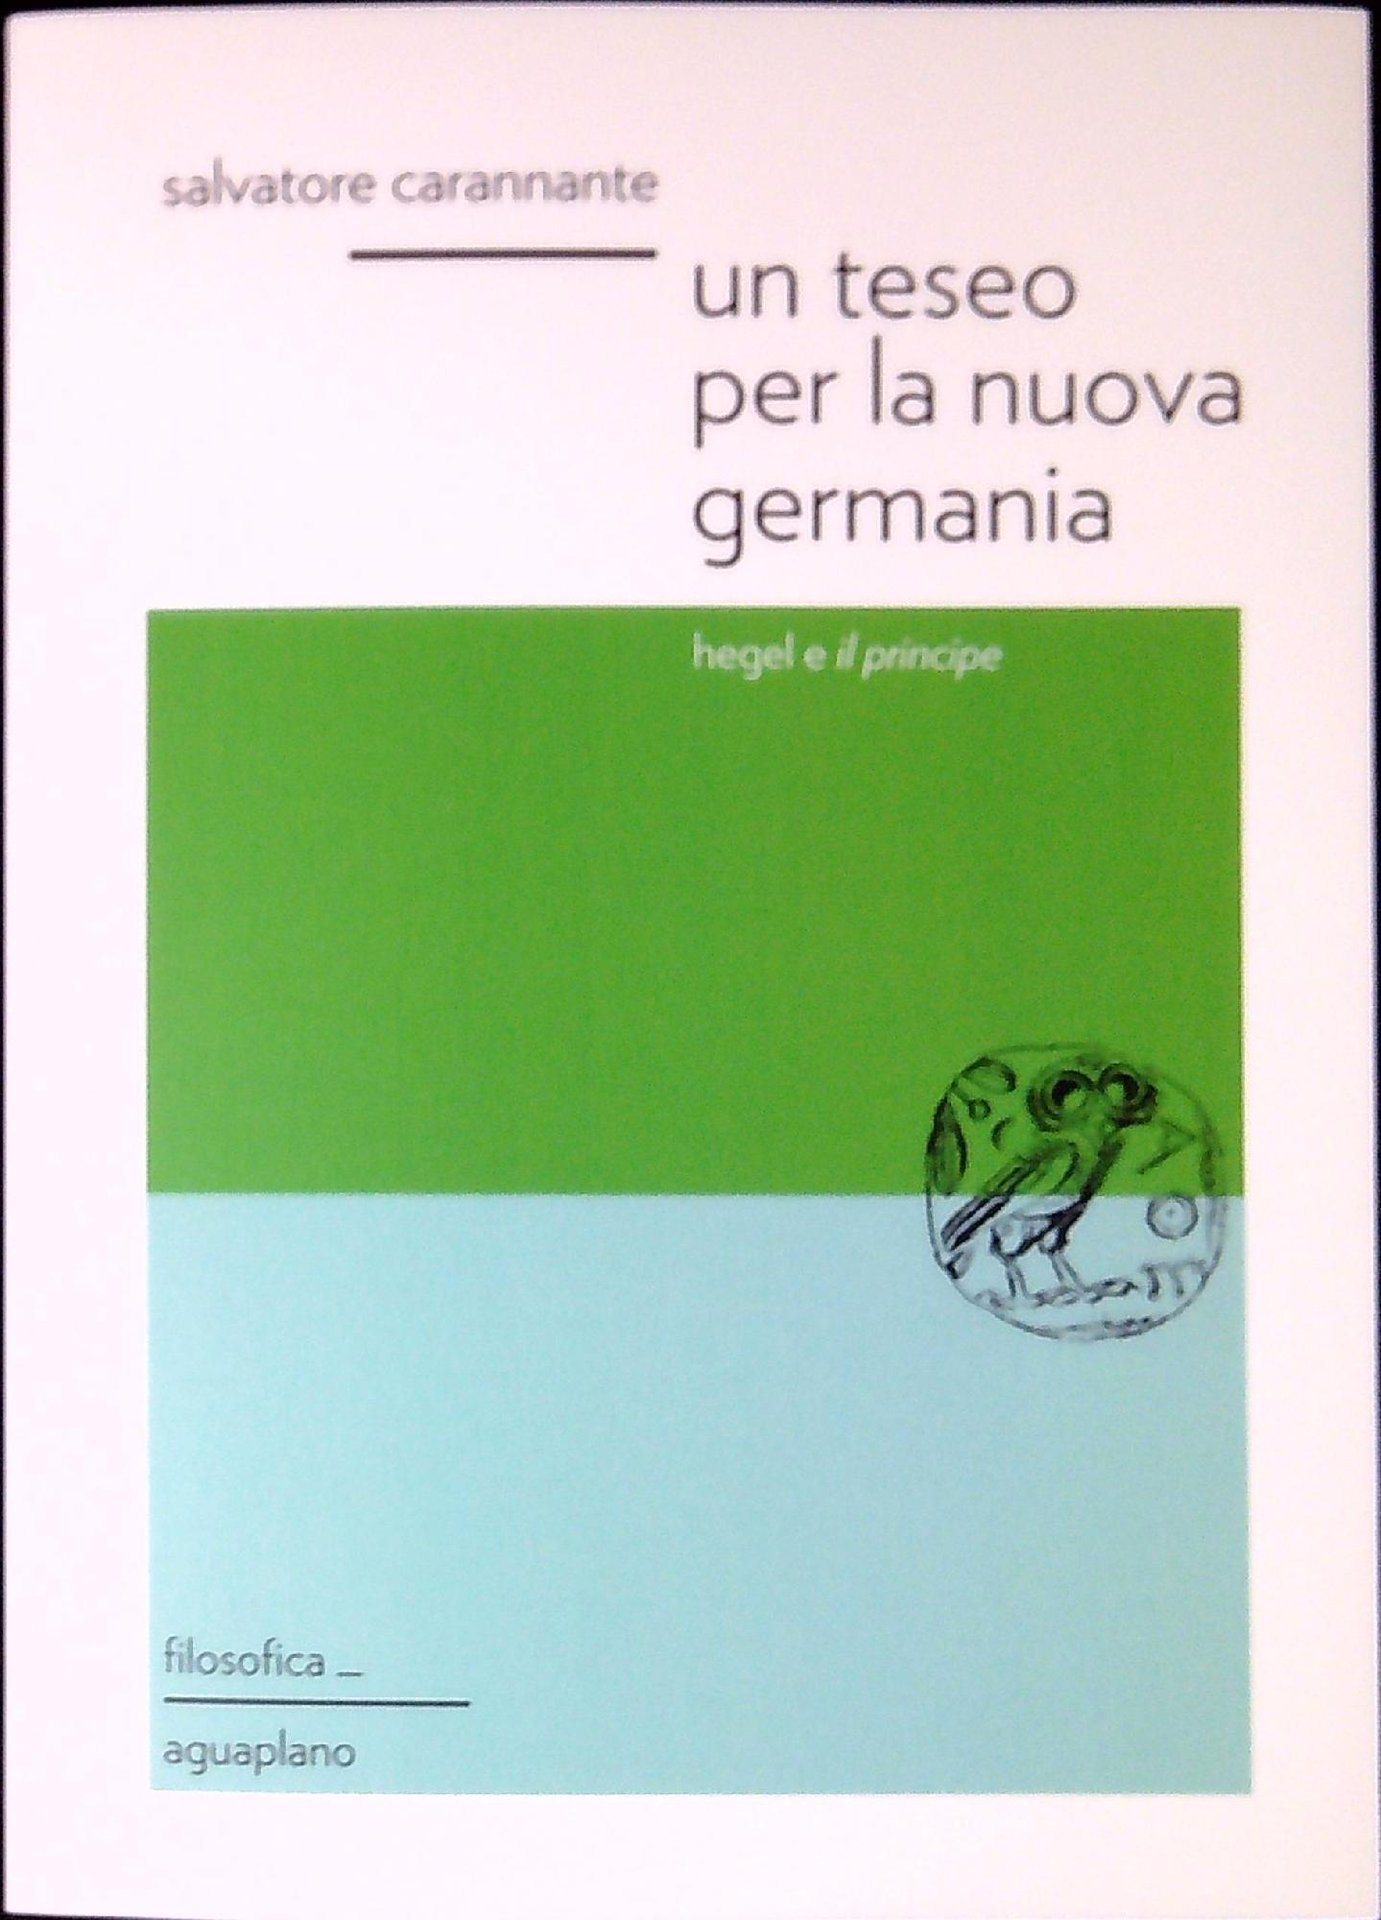 salvatore carannante
un teseo
per la nuova
germania
hegel e il principe
filosofica _
aguaplano